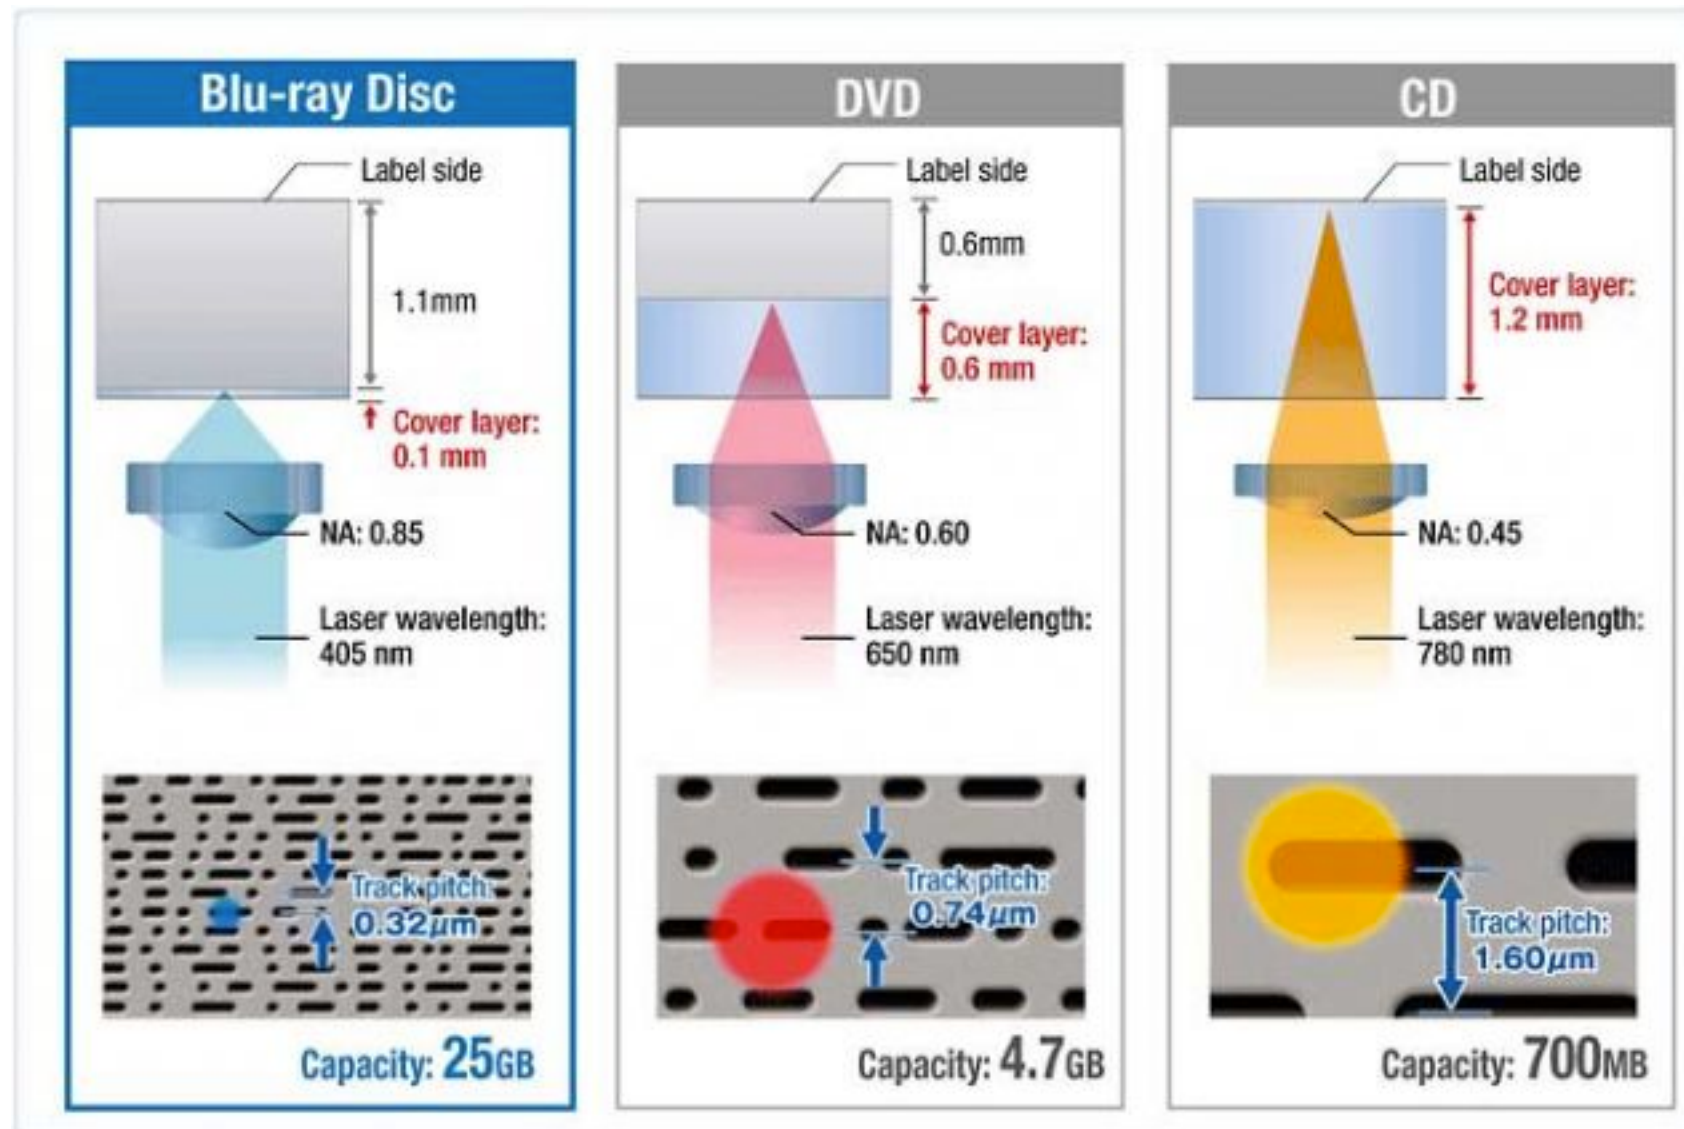 Blu-ray Disc
Label side
1.1mm
Cover layer:
0.1 mm
NA: 0.85
Laser wavelength:
405 nm
Track pitch:
0.32μm
Capacity: 25GB
DVD
Label side
0.6mm
Cover layer:
0.6 mm
NA: 0.60
Laser wavelength:
650 nm
Track pitch:
0.74μm
Capacity: 4.7GB
CD
Label side
Cover layer:
1.2 mm
NA: 0.45
Laser wavelength:
780 nm
Track pitch:
1.60μm
Capacity: 700MB